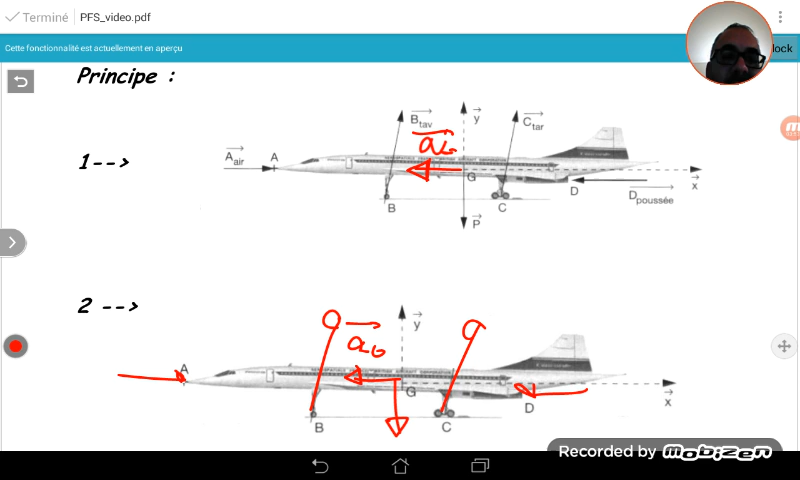 Terminé PFS_video.pdf
Cette fonctionnalité est actuellement en aperçu
lock
Principe :
1-->
A air
A
B tav
a G
y
C tar
G
B
C
P
D
D poussée
x
2 -->
A
a G
y
G
B
C
D
x
Recorded by mobizen